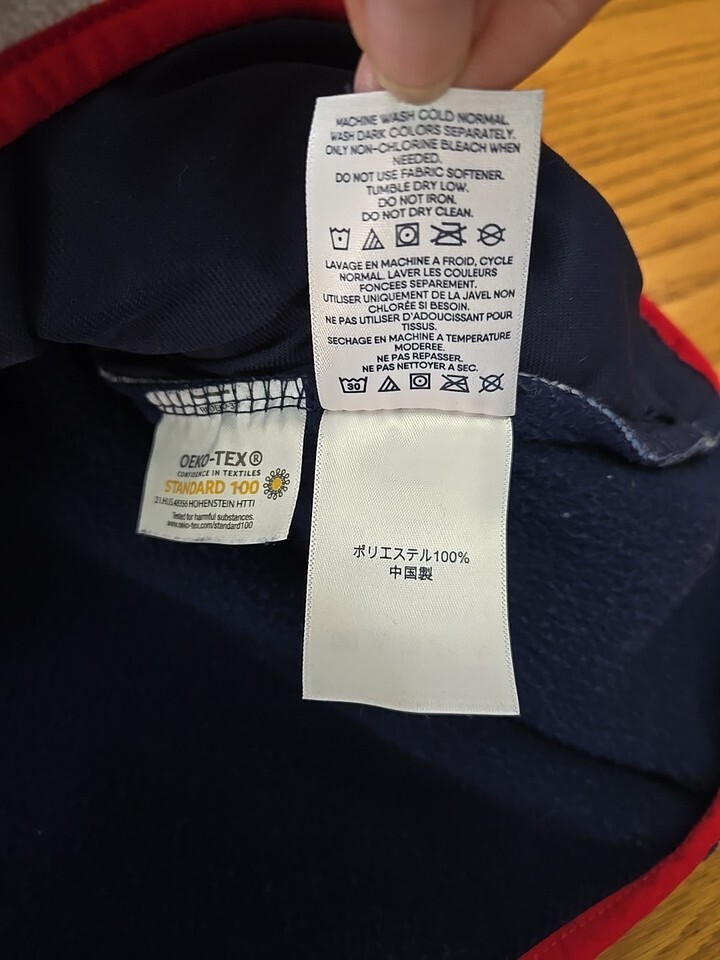 MACHINE WASH COLD NORMAL.
WASH DARK COLORS SEPARATELY.
ONLY NON-CHLORINE BLEACH WHEN
NEEDED.
DO NOT USE FABRIC SOFTENER.
TUMBLE DRY LOW.
DO NOT IRON.
DO NOT DRY CLEAN.
LAVAGE EN MACHINE A FROID, CYCLE
NORMAL. LAVER LES COULEURS
FONCEES SEPAREMENT.
UTILISER UNIQUEMENT DE LA JAVEL NON
CHLORÉE SI BESOIN.
NE PAS UTILISER D'ADOUCISSANT POUR
TISSUS.
SECHAGE EN MACHINE A TEMPERATURE
MODEREE.
NE PAS REPASSER.
NE PAS NETTOYER A SEC.
30
OEKO-TEX®
CONFIDENCE IN TEXTILES
STANDARD 100
21.HUS.48356 HOHENSTEIN HTTI
Tested for harmful substances.
www.oeko-tex.com/standard100
ポリエステル100%
中国製